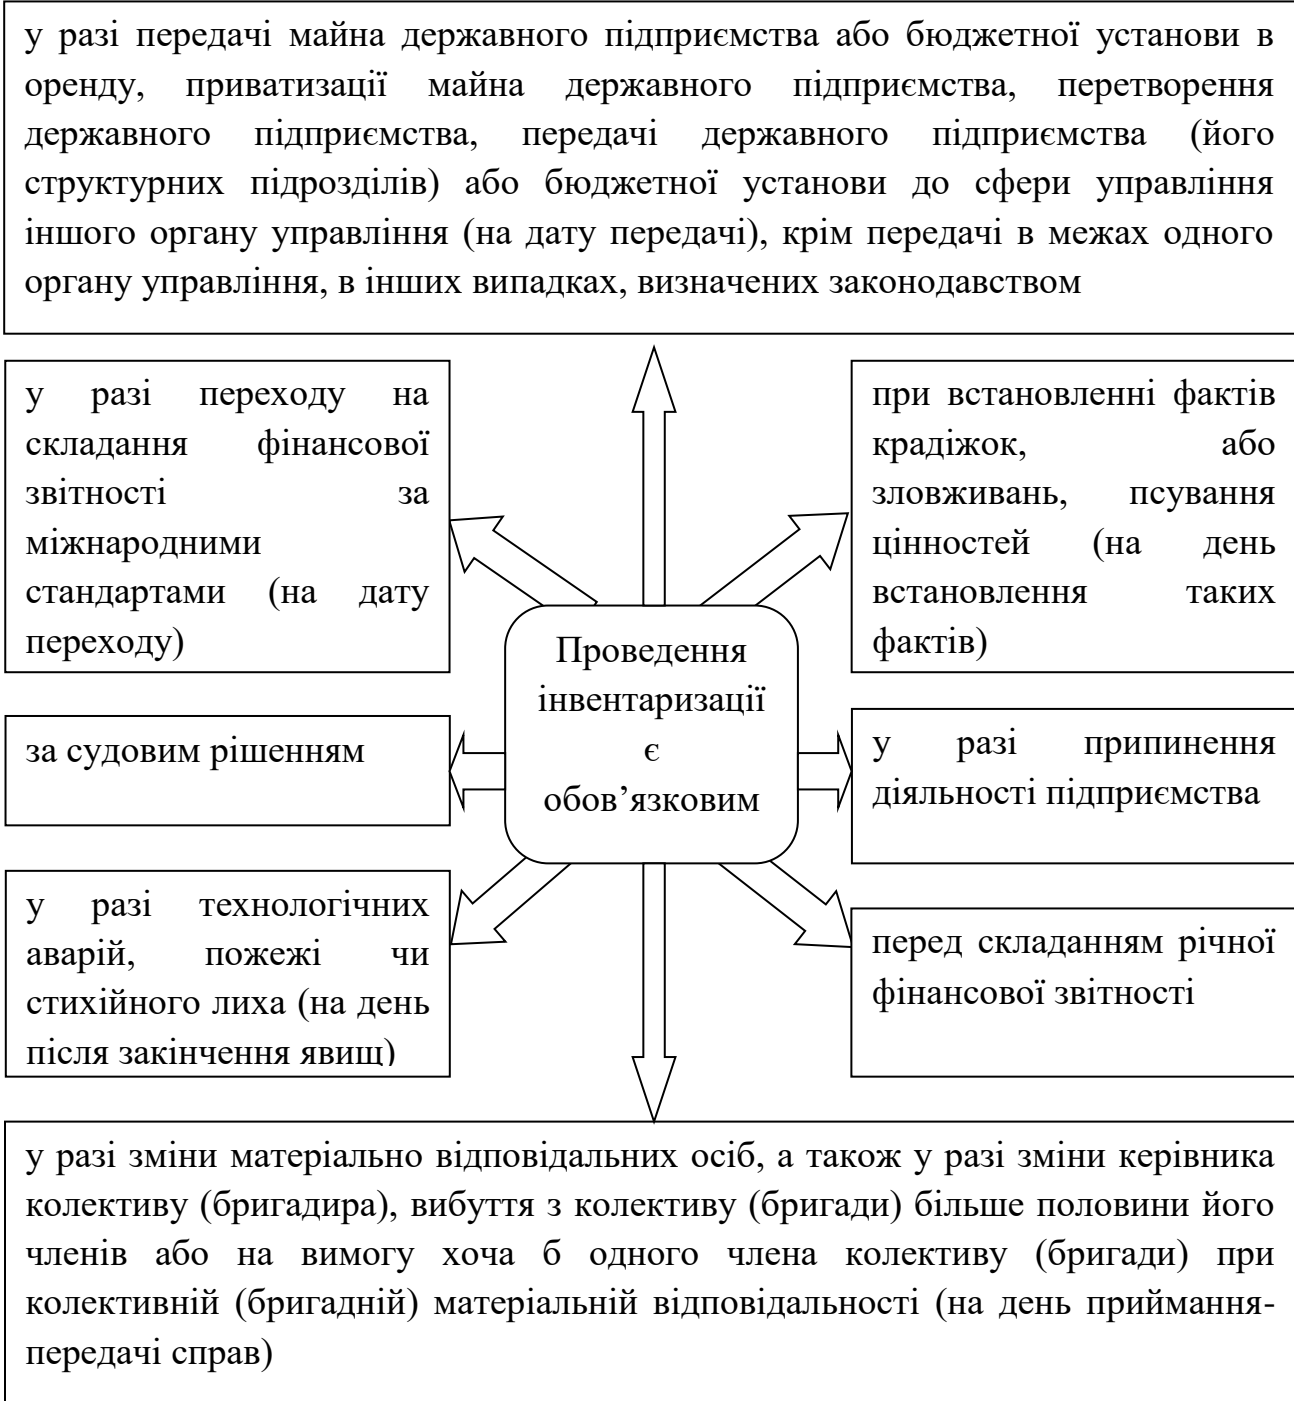 у разі передачі майна державного підприємства або бюджетної установи в
оренду, приватизації майна державного підприємства, перетворення
державного підприємства, передачі державного підприємства (його
структурних підрозділів) або бюджетної установи до сфери управління
іншого органу управління (на дату передачі), крім передачі в межах одного
органу управління, в інших випадках, визначених законодавством
у разі переходу на
складання фінансової
звітності за
міжнародними
стандартами (на дату
переходу)
при встановленні фактів
крадіжок, або
зловживань, псування
цінностей (на день
встановлення таких
фактів)
Проведення
інвентаризації
є
обов’язковим
за судовим рішенням
у разі припинення
діяльності підприємства
у разі технологічних
аварій, пожежі чи
стихійного лиха (на день
після закінчення явищ)
перед складанням річної
фінансової звітності
у разі зміни матеріально відповідальних осіб, а також у разі зміни керівника
колективу (бригадира), вибуття з колективу (бригади) більше половини його
членів або на вимогу хоча б одного члена колективу (бригади) при
колективній (бригадній) матеріальній відповідальності (на день приймання-
передачі справ)